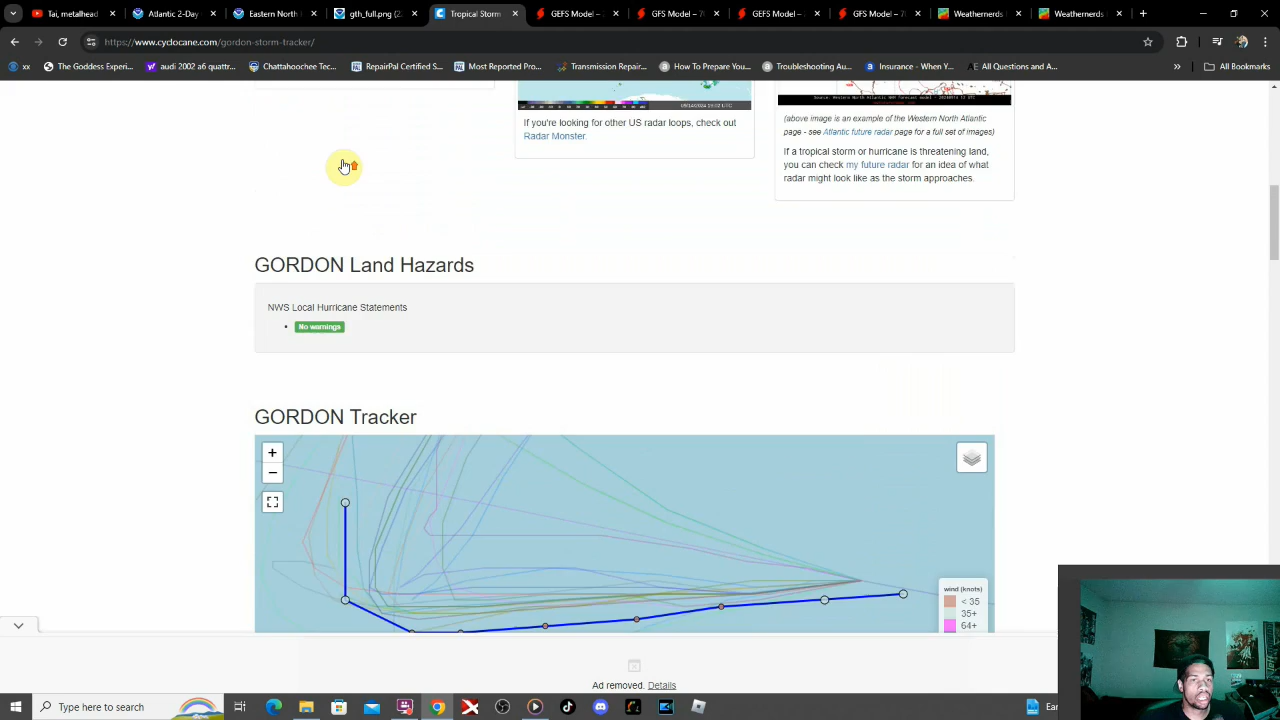 Tai, metalhead
Atlantic 2-Day
Eastern North
gth_full.png (2
Tropical Storm
GEFS Model –
GFS Model – 7
GEFS Model –
GFS Model – 7
Weathernerds
Weathernerds
https://www.cyclocane.com/gordon-storm-tracker/
xx
The Goddess Experi...
audi 2002 a6 quattr...
Chattahoochee Tec...
RepairPal Certified S...
Most Reported Pro...
Transmission Repair...
How To Prepare You...
Troubleshooting Au...
Insurance - When Y...
All Questions and A...
»
All Bookmarks
If you're looking for other US radar loops, check out
Radar Monster.
(above image is an example of the Western North Atlantic
page - see Atlantic future radar page for a full set of images)
If a tropical storm or hurricane is threatening land,
you can check my future radar for an idea of what
radar might look like as the storm approaches.
GORDON Land Hazards
NWS Local Hurricane Statements
No warnings
GORDON Tracker
+
−
wind (knots)
< 35
35+
64+
Ad removed. Details
Type here to search
Ea